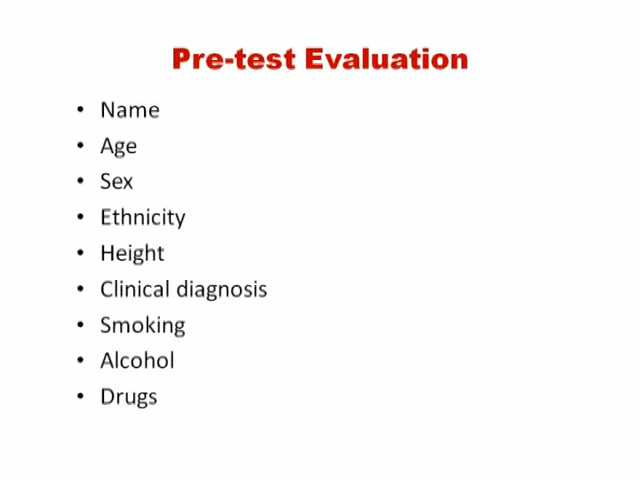 Pre-test Evaluation
• Name
• Age
• Sex
• Ethnicity
• Height
• Clinical diagnosis
• Smoking
• Alcohol
• Drugs